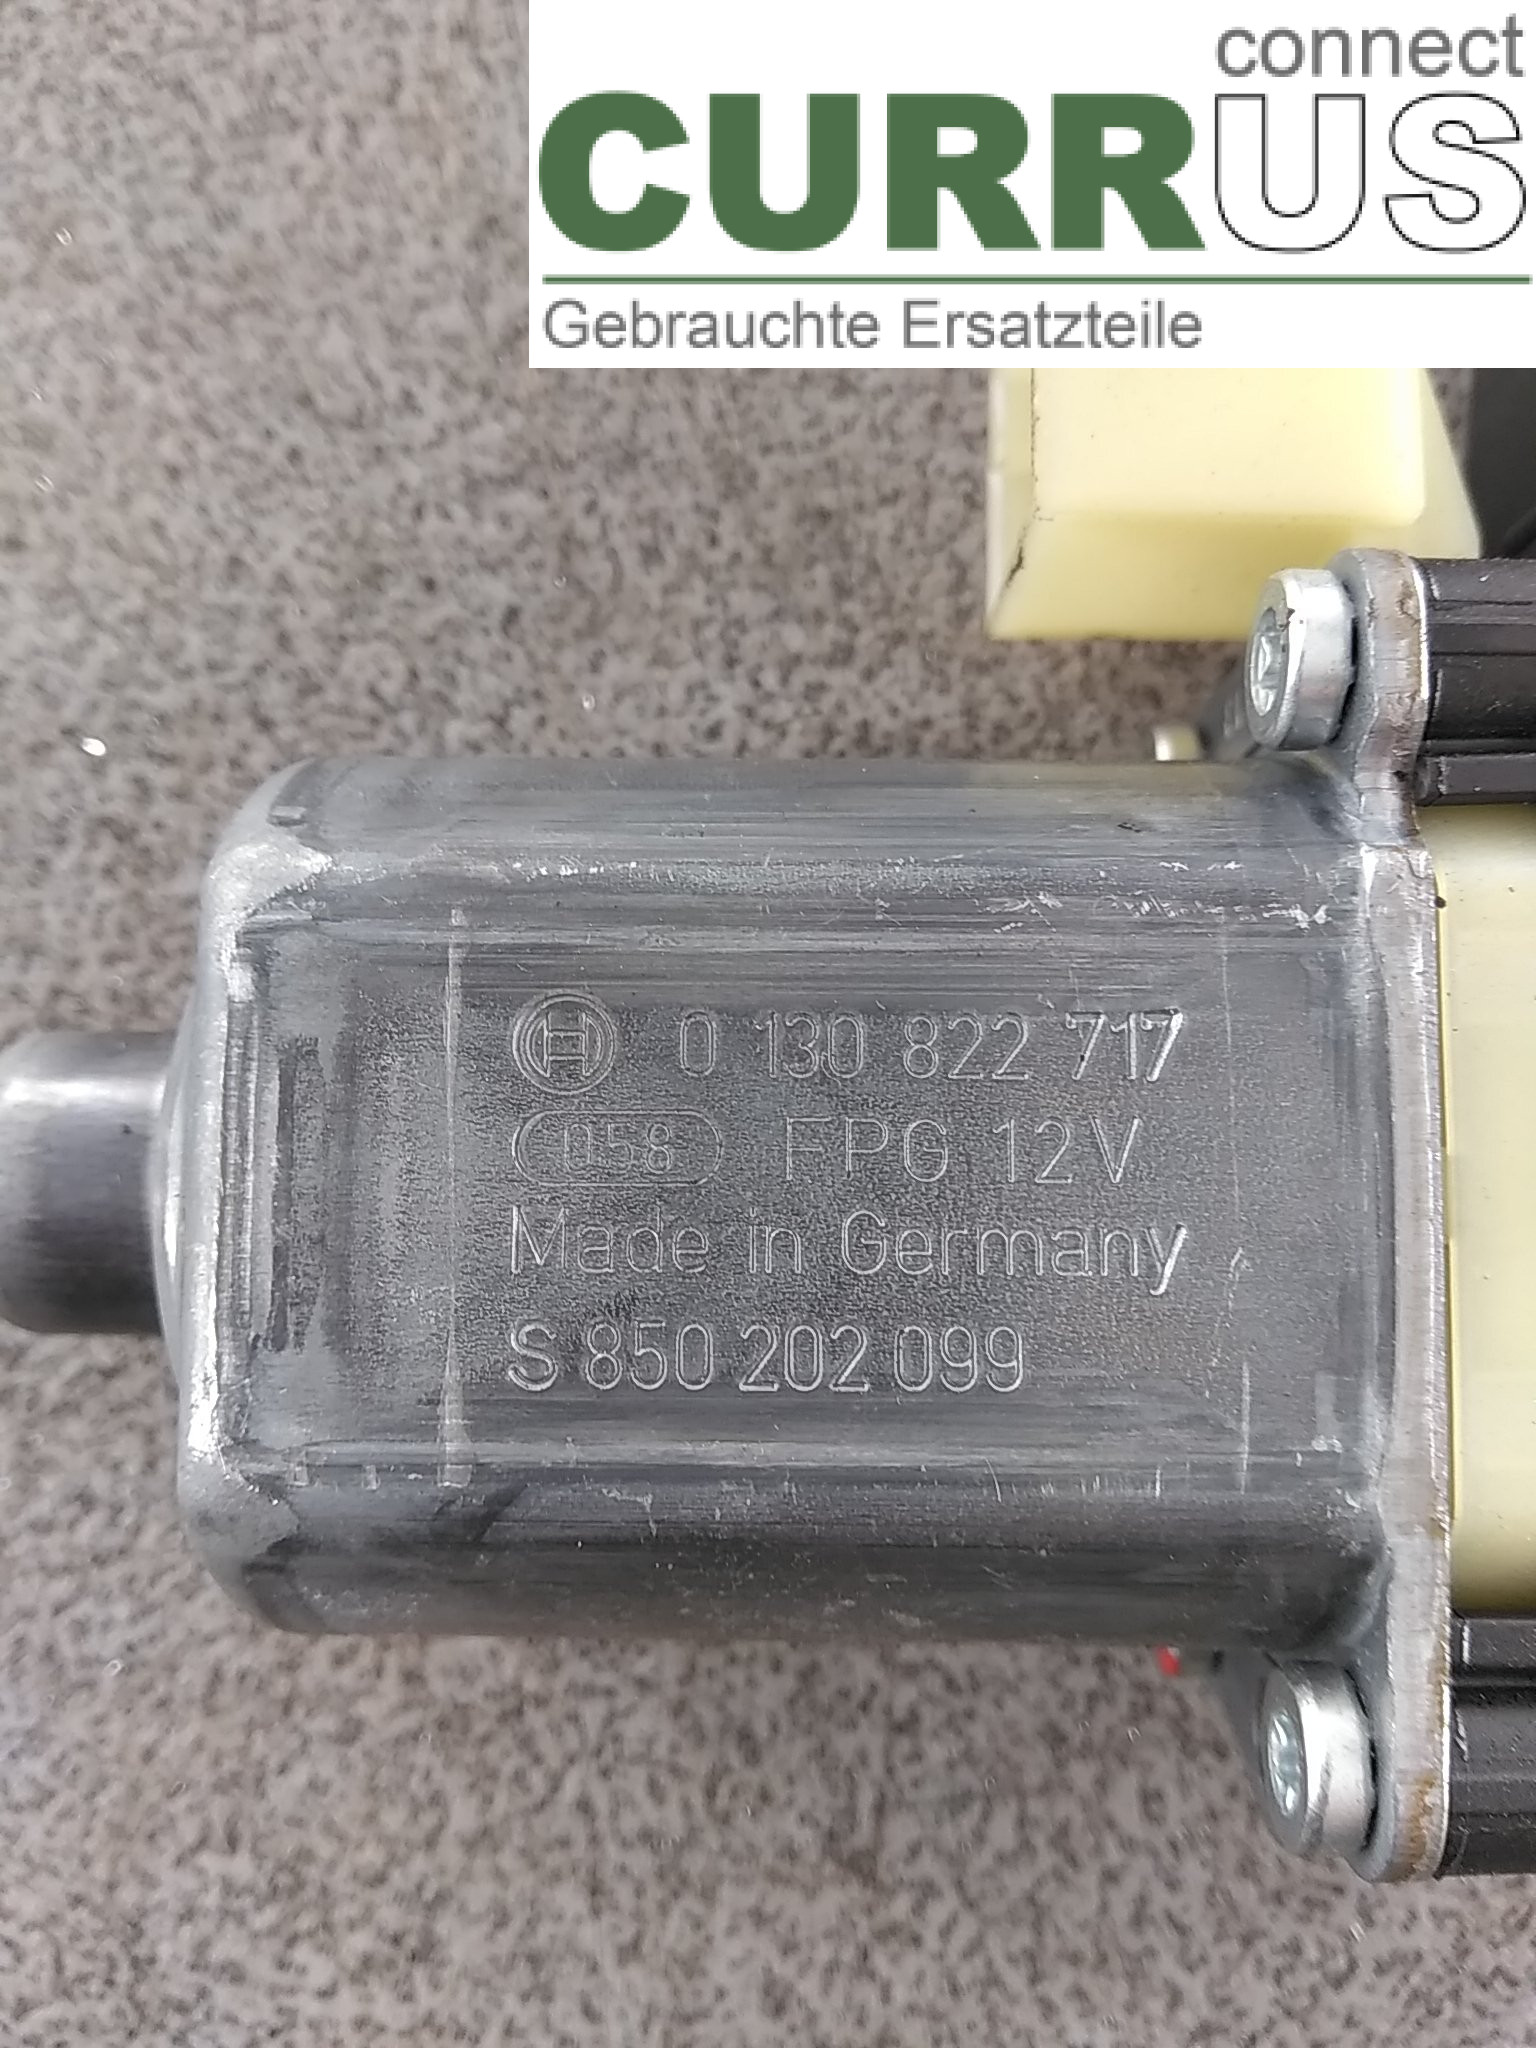 connect
CURRUS
Gebrauchte Ersatzteile
0 130 822 717
058 FPG 12V
Made in Germany
S 850 202 099